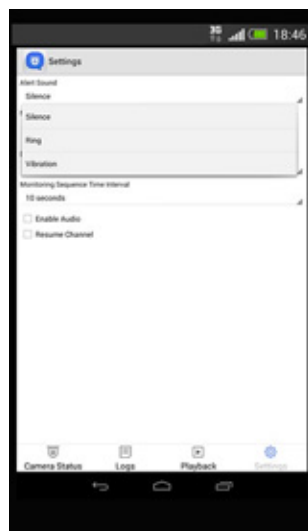 3G 18:46
Settings
Alert Sound
Silence
Silence
Ring
Vibration
Monitoring Sequence Time Interval
10 seconds
Enable Audio
Resume Channel
Camera Status Logs Playback Settings